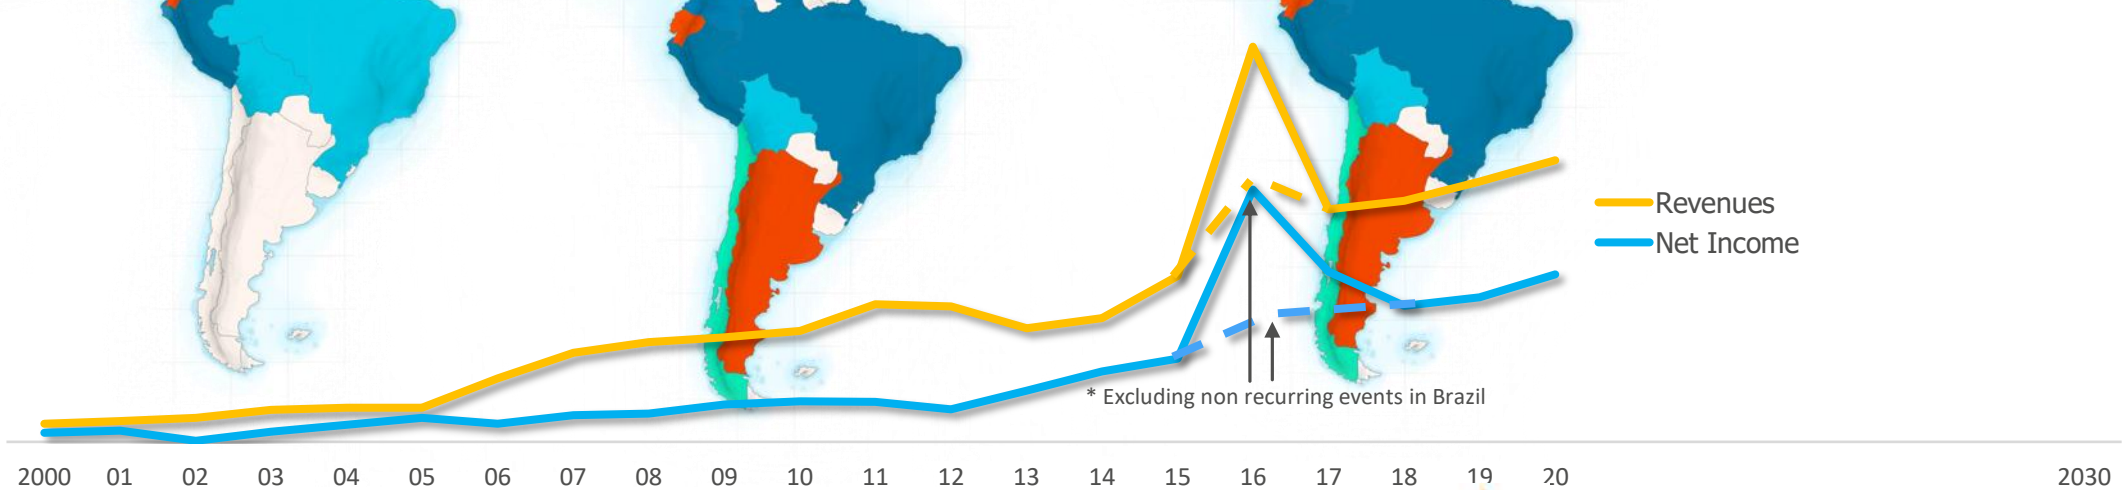 Revenues
Net Income
* Excluding non recurring events in Brazil
2000 01 02 03 04 05 06 07 08 09 10 11 12 13 14 15 16 17 18 19 20 2030